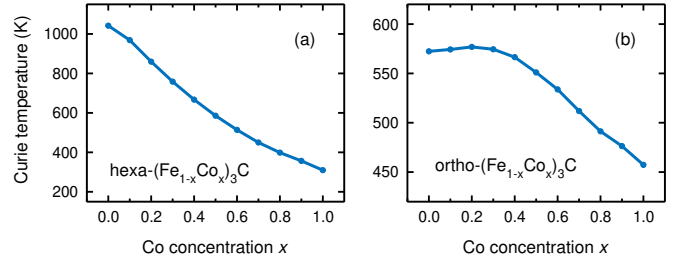 (a)
Curie temperature (K)
1000
800
600
400
200
hexa-(Fe1-xCox)3C
0.0 0.2 0.4 0.6 0.8 1.0
Co concentration x
(b)
600
550
500
450
ortho-(Fe1-xCox)3C
0.0 0.2 0.4 0.6 0.8 1.0
Co concentration x